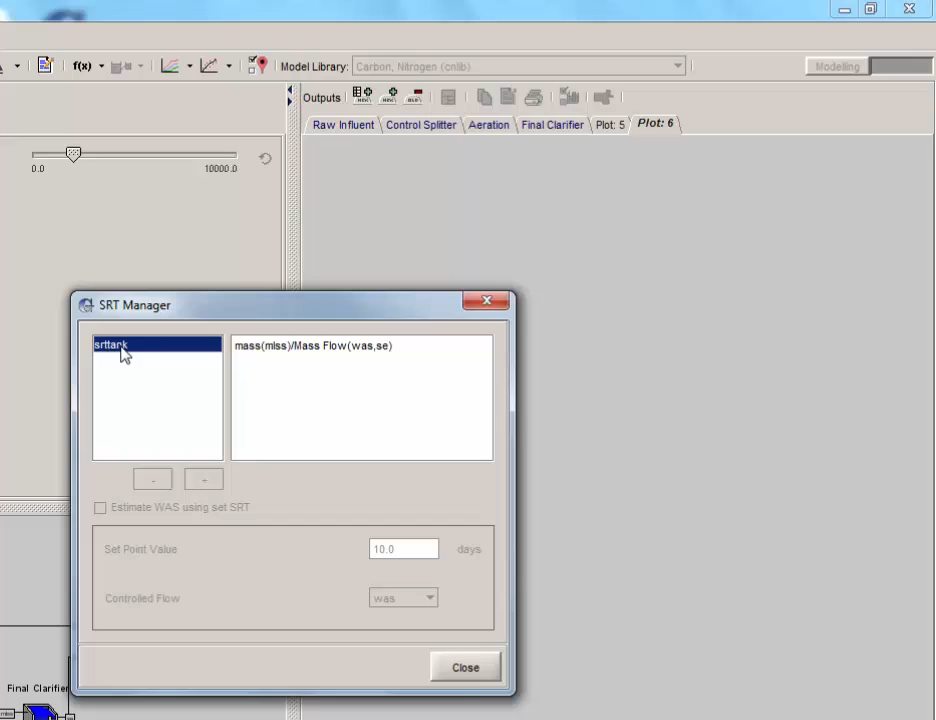 f(x)
Model Library:
Carbon, Nitrogen (cnlib)
Modelling
Outputs
Raw Influent
Control Splitter
Aeration
Final Clarifier
Plot: 5
Plot: 6
0.0
10000.0
SRT Manager
srttank
mass(mlss)/Mass Flow(was,se)
-
+
Estimate WAS using set SRT
Set Point Value
10.0
days
Controlled Flow
was
Close
Final Clarifier